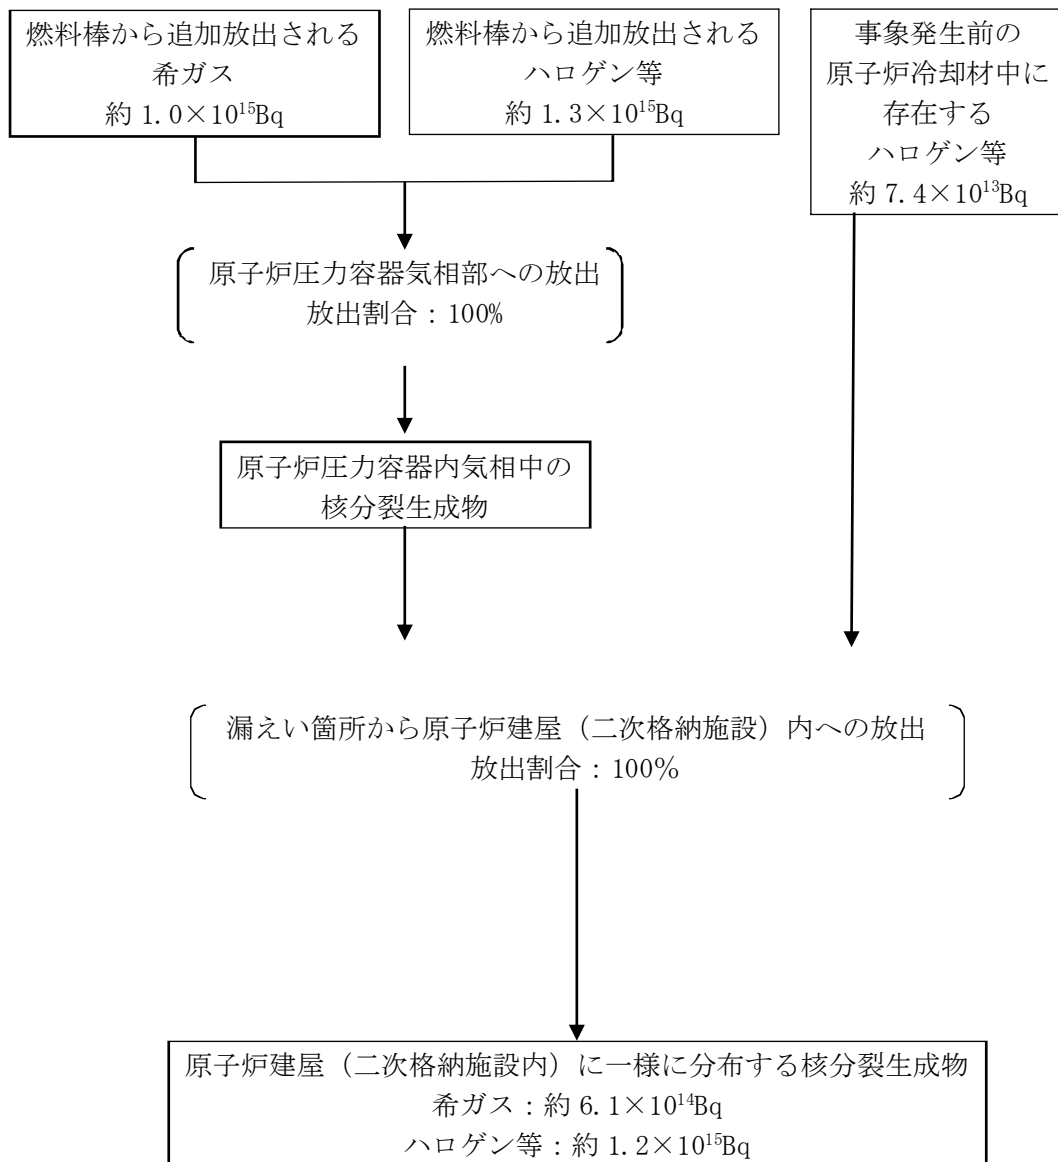 燃料棒から追加放出される
希ガス
約 1.0×10¹⁵Bq
燃料棒から追加放出される
ハロゲン等
約 1.3×10¹⁵Bq
事象発生前の
原子炉冷却材中に
存在する
ハロゲン等
約 7.4×10¹³Bq
原子炉圧力容器気相部への放出
放出割合：100%
原子炉圧力容器内気相中の
核分裂生成物
漏えい箇所から原子炉建屋（二次格納施設）内への放出
放出割合：100%
原子炉建屋（二次格納施設内）に一様に分布する核分裂生成物
希ガス：約 6.1×10¹⁴Bq
ハロゲン等：約 1.2×10¹⁵Bq